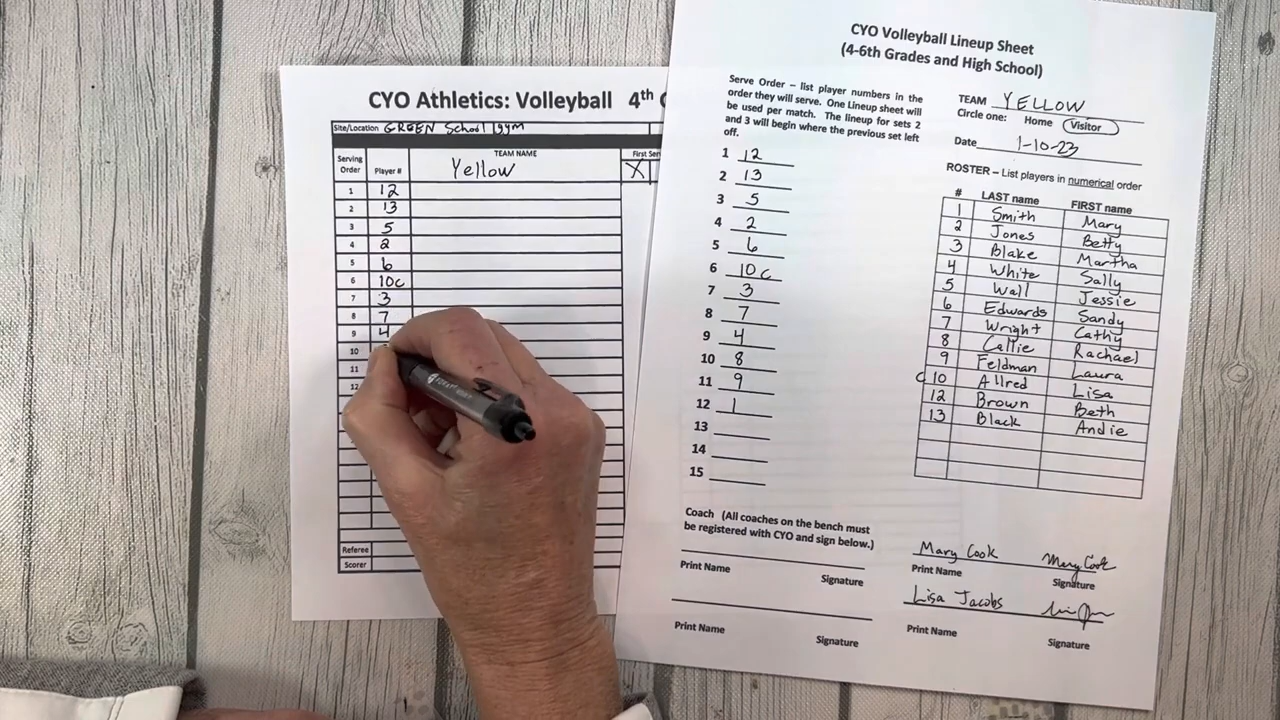 CYO Athletics: Volleyball 4th
Site/Location GREEN School gym
Serving Order Player # TEAM NAME First Ser
Yellow X
1 12
2 13
3 5
4 2
5 6
6 10c
7 3
8 7
9 4
10
11
12
Referee
Scorer
CYO Volleyball Lineup Sheet
(4-6th Grades and High School)
Serve Order – list player numbers in the
order they will serve. One Lineup sheet will
be used per match. The lineup for sets 2
and 3 will begin where the previous set left
off.
1 12
2 13
3 5
4 2
5 6
6 10c
7 3
8 7
9 4
10 8
11 9
12 1
13
14
15
TEAM YELLOW
Circle one: Home Visitor
Date 1-10-23
ROSTER – List players in numerical order
# LAST name FIRST name
1 Smith Mary
2 Jones Betty
3 Blake Martha
4 White Sally
5 Wall Jessie
6 Edwards Sandy
7 Wright Cathy
8 Callie Rachael
9 Feldman Laura
C 10 Allred Lisa
12 Brown Beth
13 Black Andie
Coach (All coaches on the bench must
be registered with CYO and sign below.)
Print Name Signature
Print Name Signature
Mary Cook Mary Cook
Print Name Signature
Lisa Jacobs
Print Name Signature